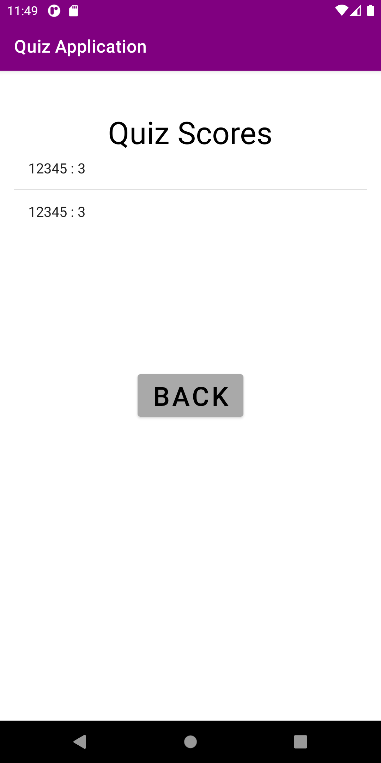 11:49
Quiz Application
Quiz Scores
12345 : 3
12345 : 3
BACK